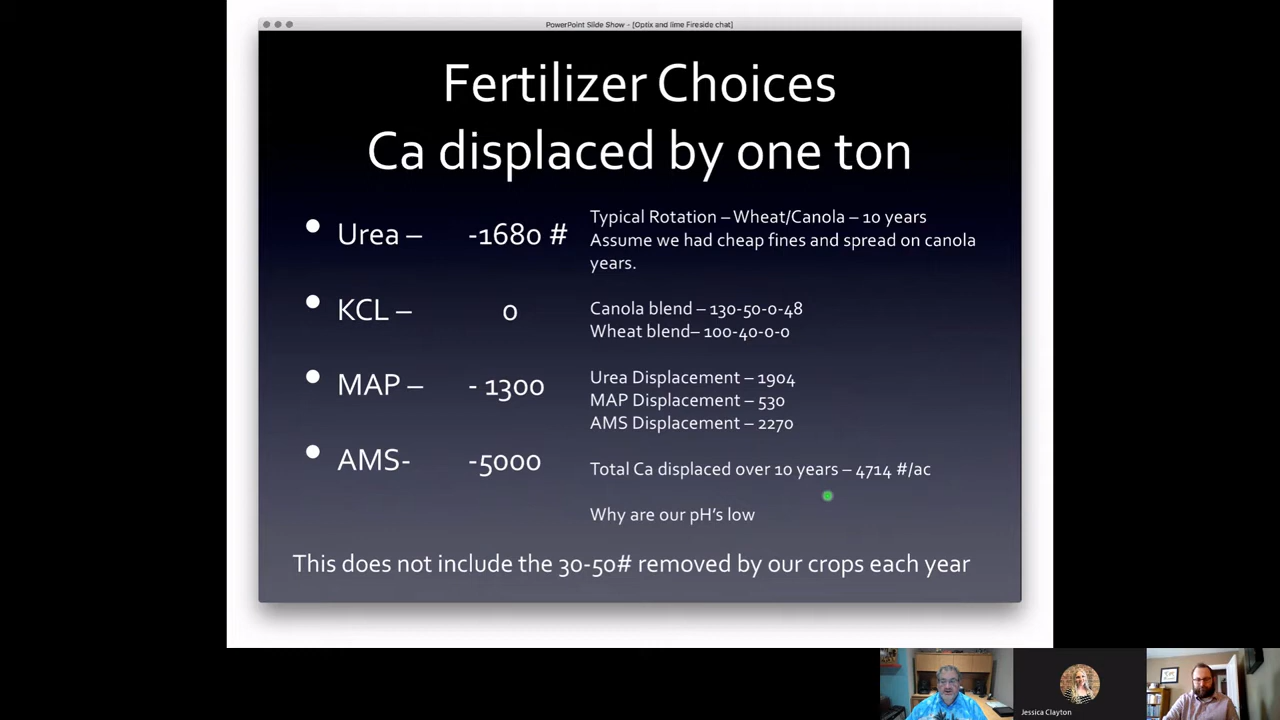 PowerPoint Slide Show - [Optix and lime Fireside chat]
Fertilizer Choices
Ca displaced by one ton
• Urea – -1680 #
• KCL – 0
• MAP – - 1300
• AMS- -5000
Typical Rotation – Wheat/Canola – 10 years
Assume we had cheap fines and spread on canola
years.
Canola blend – 130-50-0-48
Wheat blend– 100-40-0-0
Urea Displacement – 1904
MAP Displacement – 530
AMS Displacement – 2270
Total Ca displaced over 10 years – 4714 #/ac
Why are our pH's low
This does not include the 30-50# removed by our crops each year
Jessica Clayton